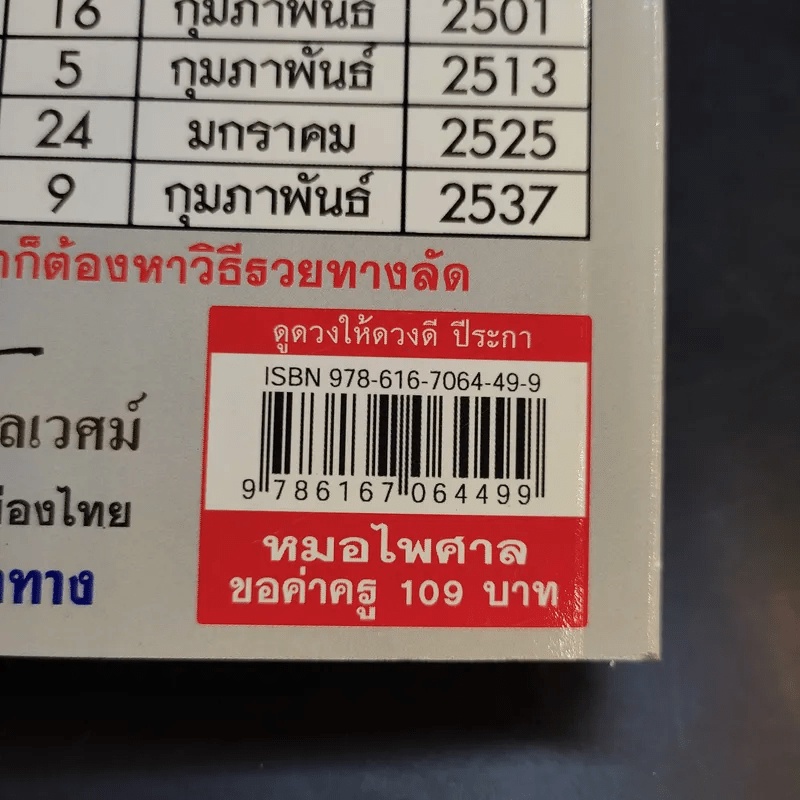 16 กุมภาพันธ์ 2501
5 กุมภาพันธ์ 2513
24 มกราคม 2525
9 กุมภาพันธ์ 2537
ก็ต้องหาวิธีรวยทางลัด
ดูดวงให้ดวงดี ปีระกา
ISBN 978-616-7064-49-9
9 786167 064499
ลเวศม์
องไทย
ทาง
หมอไพศาล
ขอค่าครู 109 บาท